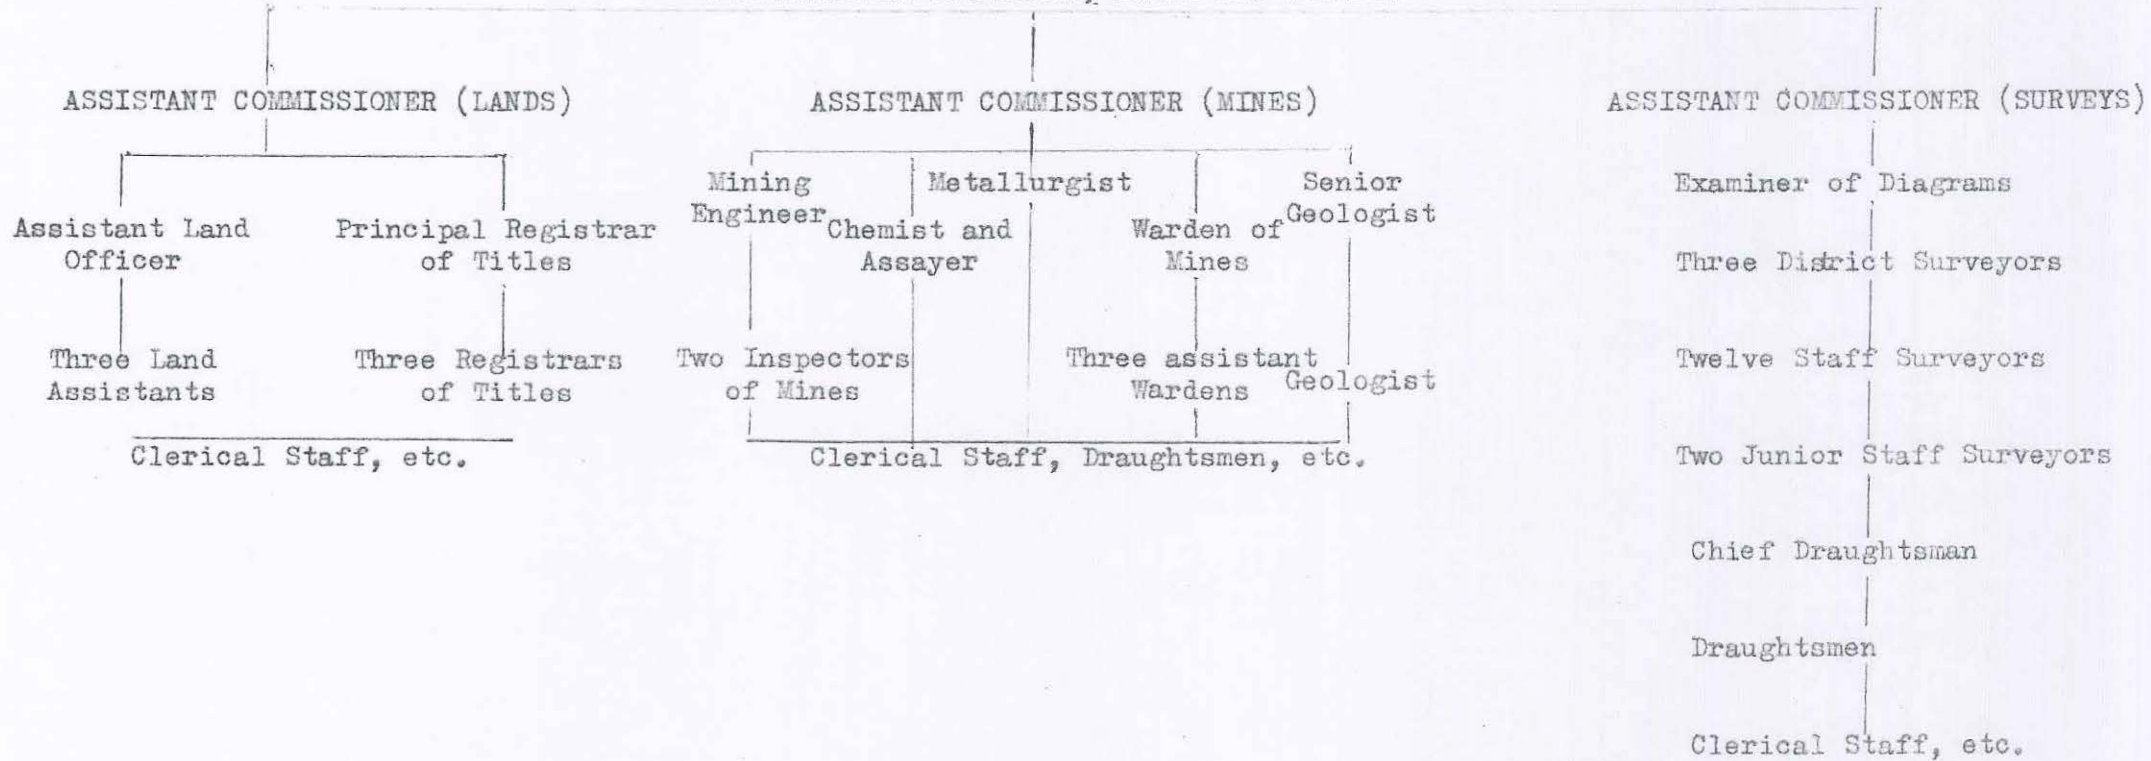 ASSISTANT COMMISSIONER (LANDS)
Assistant Land
Officer
Principal Registrar
of Titles
Three Land
Assistants
Three Registrars
of Titles
Clerical Staff, etc.
ASSISTANT COMMISSIONER (MINES)
Mining
Engineer
Chemist and
Assayer
Metallurgist
Warden of
Mines
Senior
Geologist
Two Inspectors
of Mines
Three assistant
Wardens
Geologist
Clerical Staff, Draughtsmen, etc.
ASSISTANT COMMISSIONER (SURVEYS)
Examiner of Diagrams
Three District Surveyors
Twelve Staff Surveyors
Two Junior Staff Surveyors
Chief Draughtsman
Draughtsmen
Clerical Staff, etc.